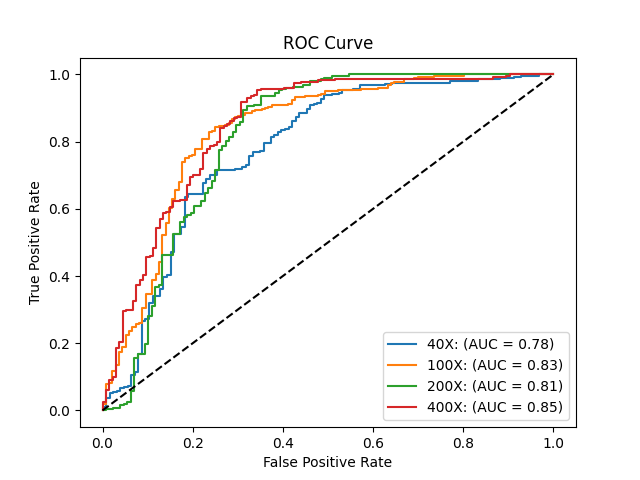 ROC Curve
True Positive Rate
1.0
0.8
0.6
0.4
0.2
0.0
40X: (AUC = 0.78)
100X: (AUC = 0.83)
200X: (AUC = 0.81)
400X: (AUC = 0.85)
0.0 0.2 0.4 0.6 0.8 1.0
False Positive Rate